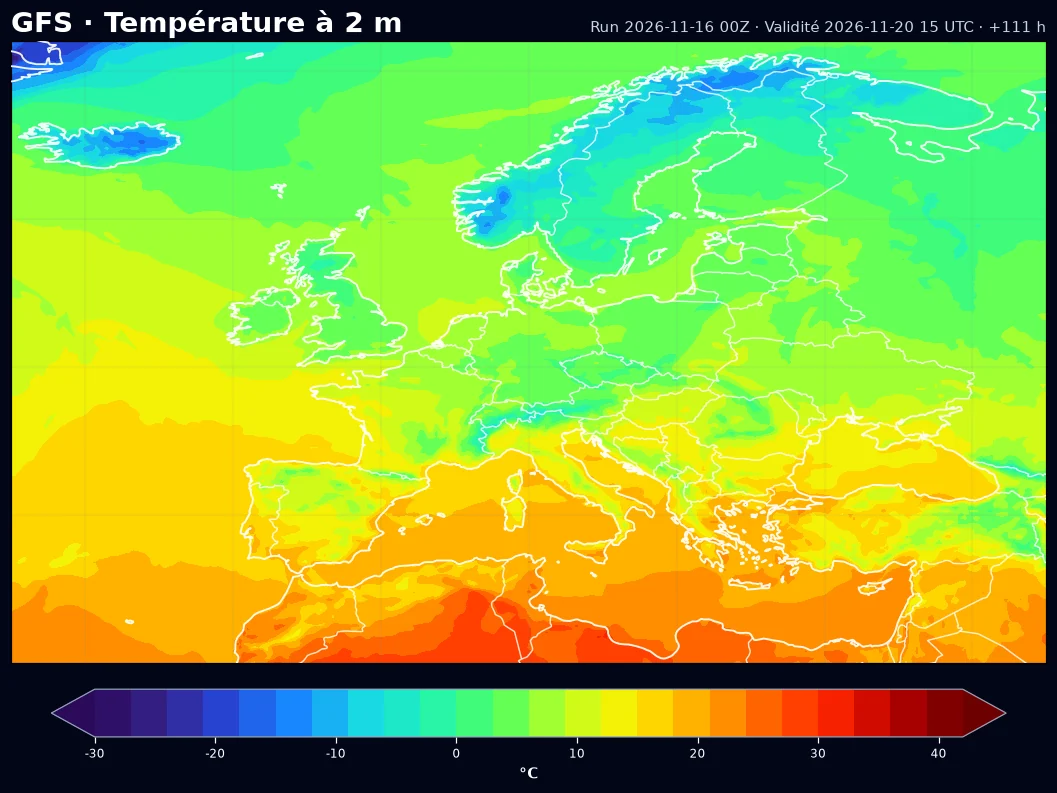 GFS · Température à 2 m
Run 2026-11-16 00Z · Validité 2026-11-20 15 UTC · +111 h
-30 -20 -10 0 10 20 30 40
°C